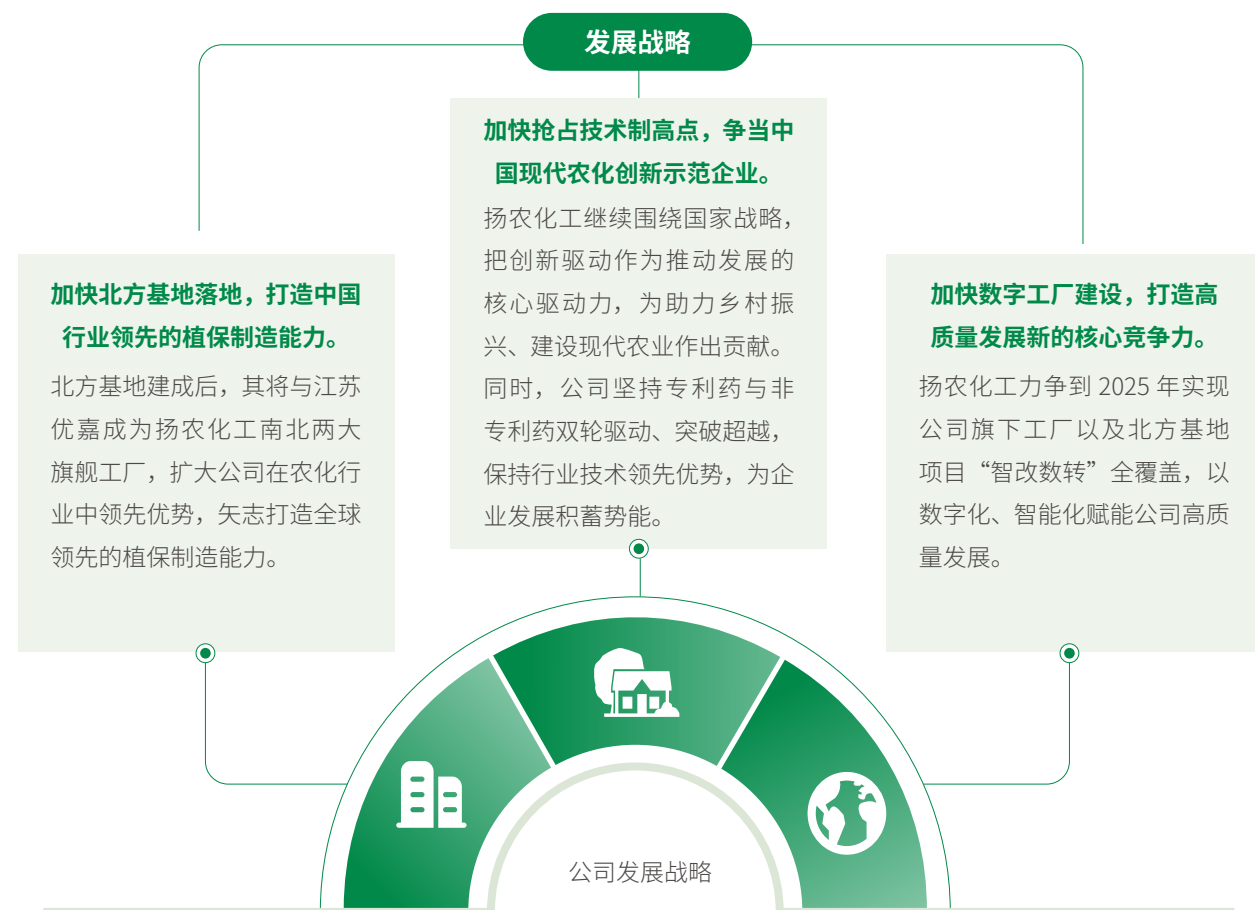 发展战略
加快北方基地落地，打造中国
行业领先的植保制造能力。
北方基地建成后，其将与江苏
优嘉成为扬农化工南北两大
旗舰工厂，扩大公司在农化行
业中领先优势，矢志打造全球
领先的植保制造能力。
加快抢占技术制高点，争当中
国现代农化创新示范企业。
扬农化工继续围绕国家战略，
把创新驱动作为推动发展的
核心驱动力，为助力乡村振
兴、建设现代农业作出贡献。
同时，公司坚持专利药与非
专利药双轮驱动、突破超越，
保持行业技术领先优势，为企
业发展积蓄势能。
加快数字工厂建设，打造高
质量发展新的核心竞争力。
扬农化工力争到 2025 年实现
公司旗下工厂以及北方基地
项目“智改数转”全覆盖，以
数字化、智能化赋能公司高质
量发展。
公司发展战略